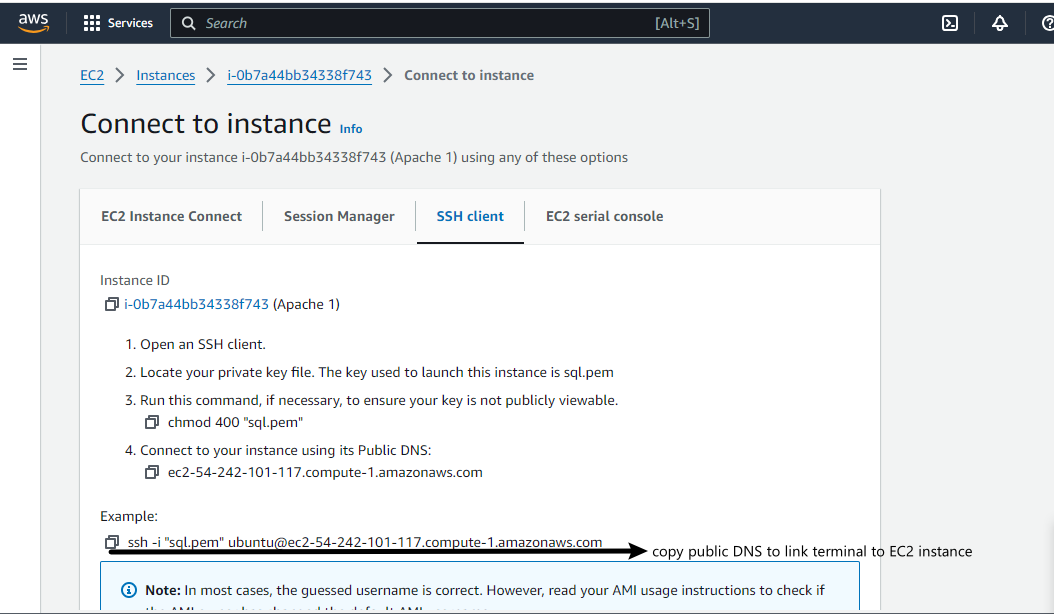 aws
Services
Search
[Alt+S]
EC2 > Instances > i-0b7a44bb34338f743 > Connect to instance
Connect to instance Info
Connect to your instance i-0b7a44bb34338f743 (Apache 1) using any of these options
EC2 Instance Connect
Session Manager
SSH client
EC2 serial console
Instance ID
i-0b7a44bb34338f743 (Apache 1)
1. Open an SSH client.
2. Locate your private key file. The key used to launch this instance is sql.pem
3. Run this command, if necessary, to ensure your key is not publicly viewable.
chmod 400 "sql.pem"
4. Connect to your instance using its Public DNS:
ec2-54-242-101-117.compute-1.amazonaws.com
Example:
ssh -i "sql.pem" ubuntu@ec2-54-242-101-117.compute-1.amazonaws.com
copy public DNS to link terminal to EC2 instance
Note: In most cases, the guessed username is correct. However, read your AMI usage instructions to check if